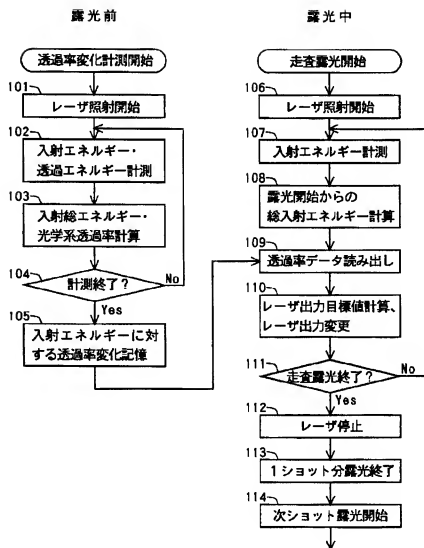 露光前
透過率変化計測開始
101
レーザ照射開始
102
入射エネルギー・
透過エネルギー計測
103
入射総エネルギー・
光学系透過率計算
104
計測終了？
No
Yes
105
入射エネルギーに対
する透過率変化記憶
露光中
走査露光開始
106
レーザ照射開始
107
入射エネルギー計測
108
露光開始からの
総入射エネルギー計算
109
透過率データ読み出し
110
レーザ出力目標値計算、
レーザ出力変更
111
走査露光終了？
No
Yes
112
レーザ停止
113
1ショット分露光終了
114
次ショット露光開始